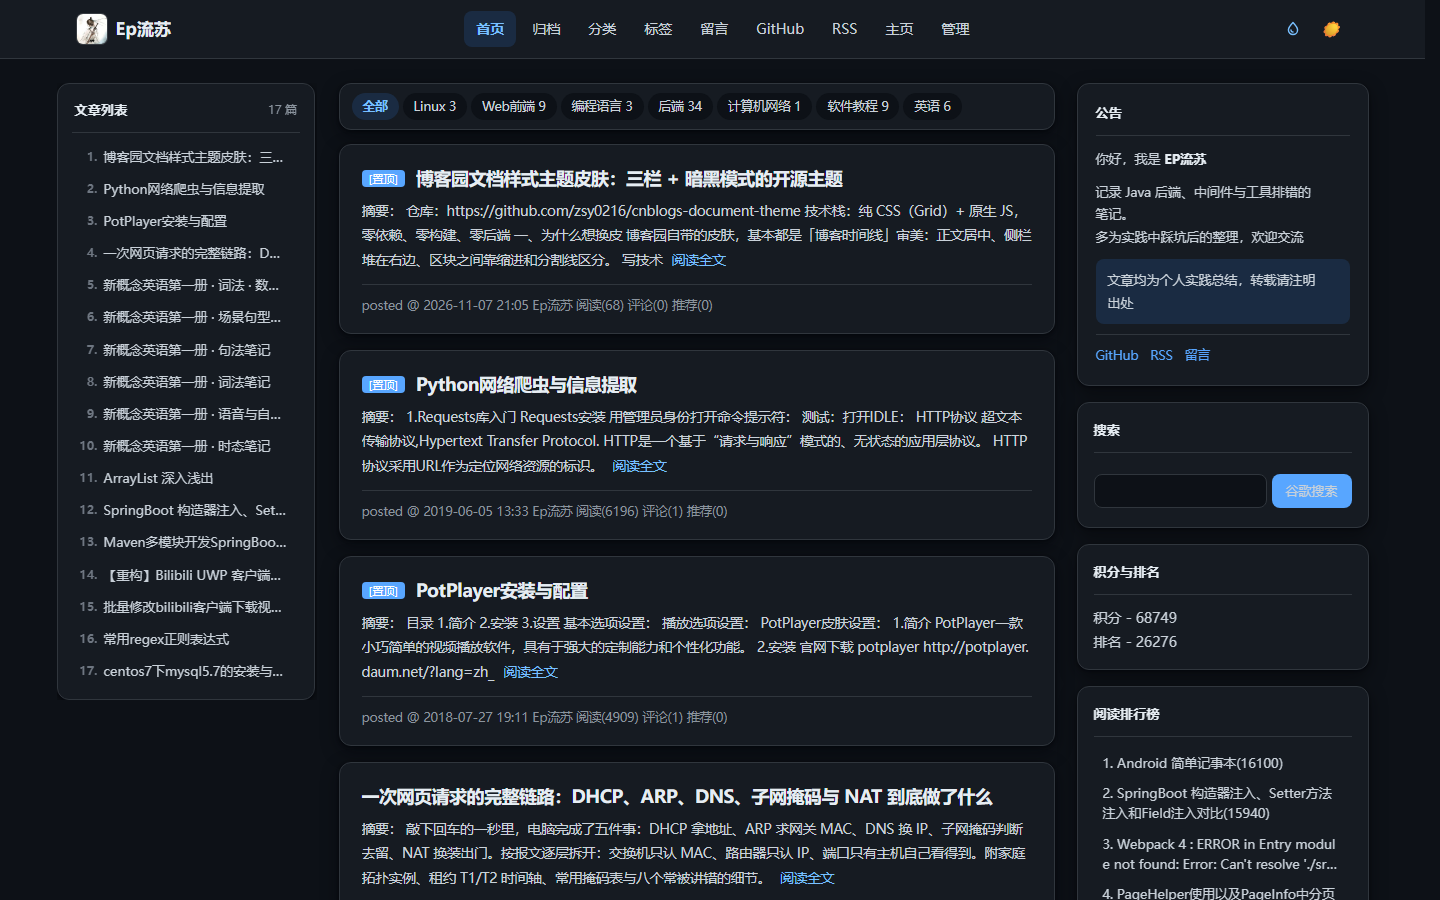 Ep流苏
首页 归档 分类 标签 留言 GitHub RSS 主页 管理
文章列表 17 篇
1. 博客园文档样式主题皮肤：三...
2. Python网络爬虫与信息提取
3. PotPlayer安装与配置
4. 一次网页请求的完整链路：D...
5. 新概念英语第一册 · 词法 · 数...
6. 新概念英语第一册 · 场景句型...
7. 新概念英语第一册 · 句法笔记
8. 新概念英语第一册 · 词法笔记
9. 新概念英语第一册 · 语音与自...
10. 新概念英语第一册 · 时态笔记
11. ArrayList 深入浅出
12. SpringBoot 构造器注入、Set...
13. Maven多模块开发SpringBoo...
14. 【重构】Bilibili UWP 客户端...
15. 批量修改bilibili客户端下载视...
16. 常用regex正则表达式
17. centos7下mysql5.7的安装与...
全部 Linux 3 Web前端 9 编程语言 3 后端 34 计算机网络 1 软件教程 9 英语 6
[置顶] 博客园文档样式主题皮肤：三栏 + 暗黑模式的开源主题
摘要： 仓库：https://github.com/zsy0216/cnblogs-document-theme 技术栈：纯 CSS（Grid）+ 原生 JS，
零依赖、零构建、零后端 一、为什么想换皮 博客园自带的皮肤，基本都是「博客时间线」审美：正文居中、侧栏
堆在右边、区块之间靠缩进和分割线区分。 写技术 阅读全文
posted @ 2026-11-07 21:05 Ep流苏 阅读(68) 评论(0) 推荐(0)
[置顶] Python网络爬虫与信息提取
摘要： 1.Requests库入门 Requests安装 用管理员身份打开命令提示符： 测试：打开IDLE： HTTP协议 超文本
传输协议,Hypertext Transfer Protocol. HTTP是一个基于“请求与响应”模式的、无状态的应用层协议。 HTTP
协议采用URL作为定位网络资源的标识。 阅读全文
posted @ 2019-06-05 13:33 Ep流苏 阅读(6196) 评论(1) 推荐(0)
[置顶] PotPlayer安装与配置
摘要： 目录 1.简介 2.安装 3.设置 基本选项设置： 播放选项设置： PotPlayer皮肤设置： 1.简介 PotPlayer一款
小巧简单的视频播放软件，具有于强大的定制能力和个性化功能。 2.安装 官网下载 potplayer http://potplayer.
daum.net/?lang=zh_ 阅读全文
posted @ 2018-07-27 19:11 Ep流苏 阅读(4909) 评论(1) 推荐(0)
一次网页请求的完整链路：DHCP、ARP、DNS、子网掩码与 NAT 到底做了什么
摘要： 敲下回车的一秒里，电脑完成了五件事：DHCP 拿地址、ARP 求网关 MAC、DNS 换 IP、子网掩码判断
去留、NAT 换装出门。按报文逐层拆开：交换机只认 MAC、路由器只认 IP、端口只有主机自己看得到。附家庭
拓扑实例、租约 T1/T2 时间轴、常用掩码表与八个常被讲错的细节。 阅读全文
公告
你好，我是 EP流苏
记录 Java 后端、中间件与工具排错的
笔记。
多为实践中踩坑后的整理，欢迎交流
文章均为个人实践总结，转载请注明
出处
GitHub RSS 留言
搜索
谷歌搜索
积分与排名
积分 - 68749
排名 - 26276
阅读排行榜
1. Android 简单记事本(16100)
2. SpringBoot 构造器注入、Setter方法
注入和Field注入对比(15940)
3. Webpack 4 : ERROR in Entry modul
e not found: Error: Can't resolve './sr...
4. PageHelper使用以及PageInfo中分页